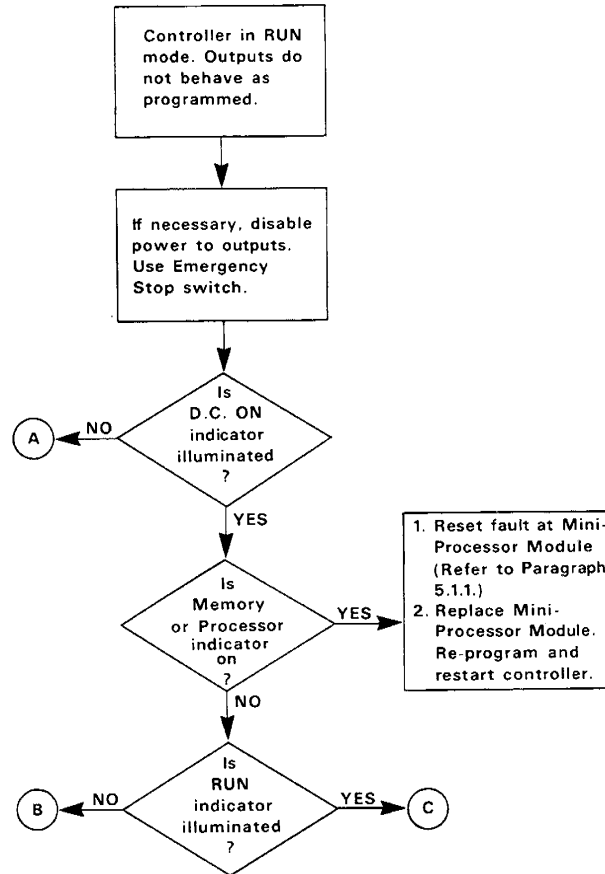 Controller in RUN
mode. Outputs do
not behave as
programmed.
If necessary, disable
power to outputs.
Use Emergency
Stop switch.
Is
D.C. ON
indicator
illuminated
?
NO
A
YES
Is
Memory
or Processor
indicator
on
?
YES
1. Reset fault at Mini-
Processor Module
(Refer to Paragraph
5.1.1.)
2. Replace Mini-
Processor Module.
Re-program and
restart controller.
NO
Is
RUN
indicator
illuminated
?
NO
B
YES
C